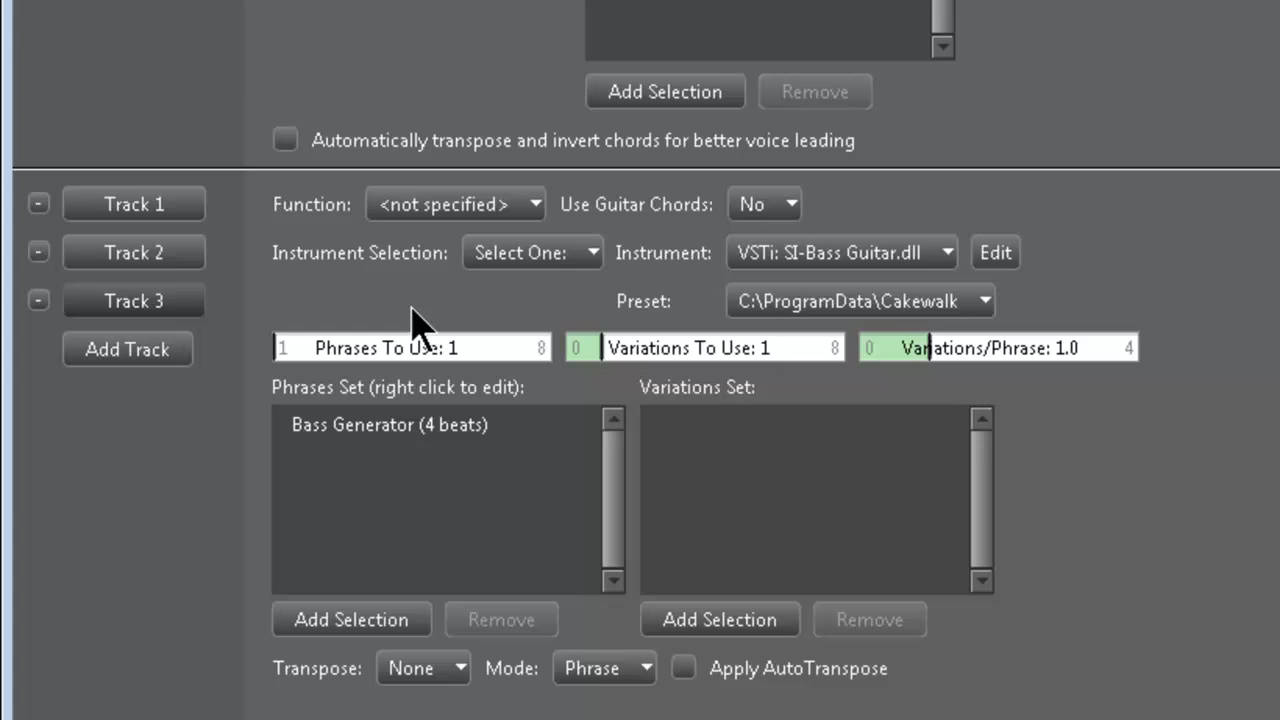 Add Selection Remove
Automatically transpose and invert chords for better voice leading
- Track 1 Function: <not specified> Use Guitar Chords: No
- Track 2 Instrument Selection: Select One: Instrument: VSTi: SI-Bass Guitar.dll Edit
- Track 3 Preset: C:\ProgramData\Cakewalk
Add Track 1 Phrases To Use: 1 8 0 Variations To Use: 1 8 0 Variations/Phrase: 1.0 4
Phrases Set (right click to edit): Variations Set:
Bass Generator (4 beats)
Add Selection Remove Add Selection Remove
Transpose: None Mode: Phrase Apply AutoTranspose